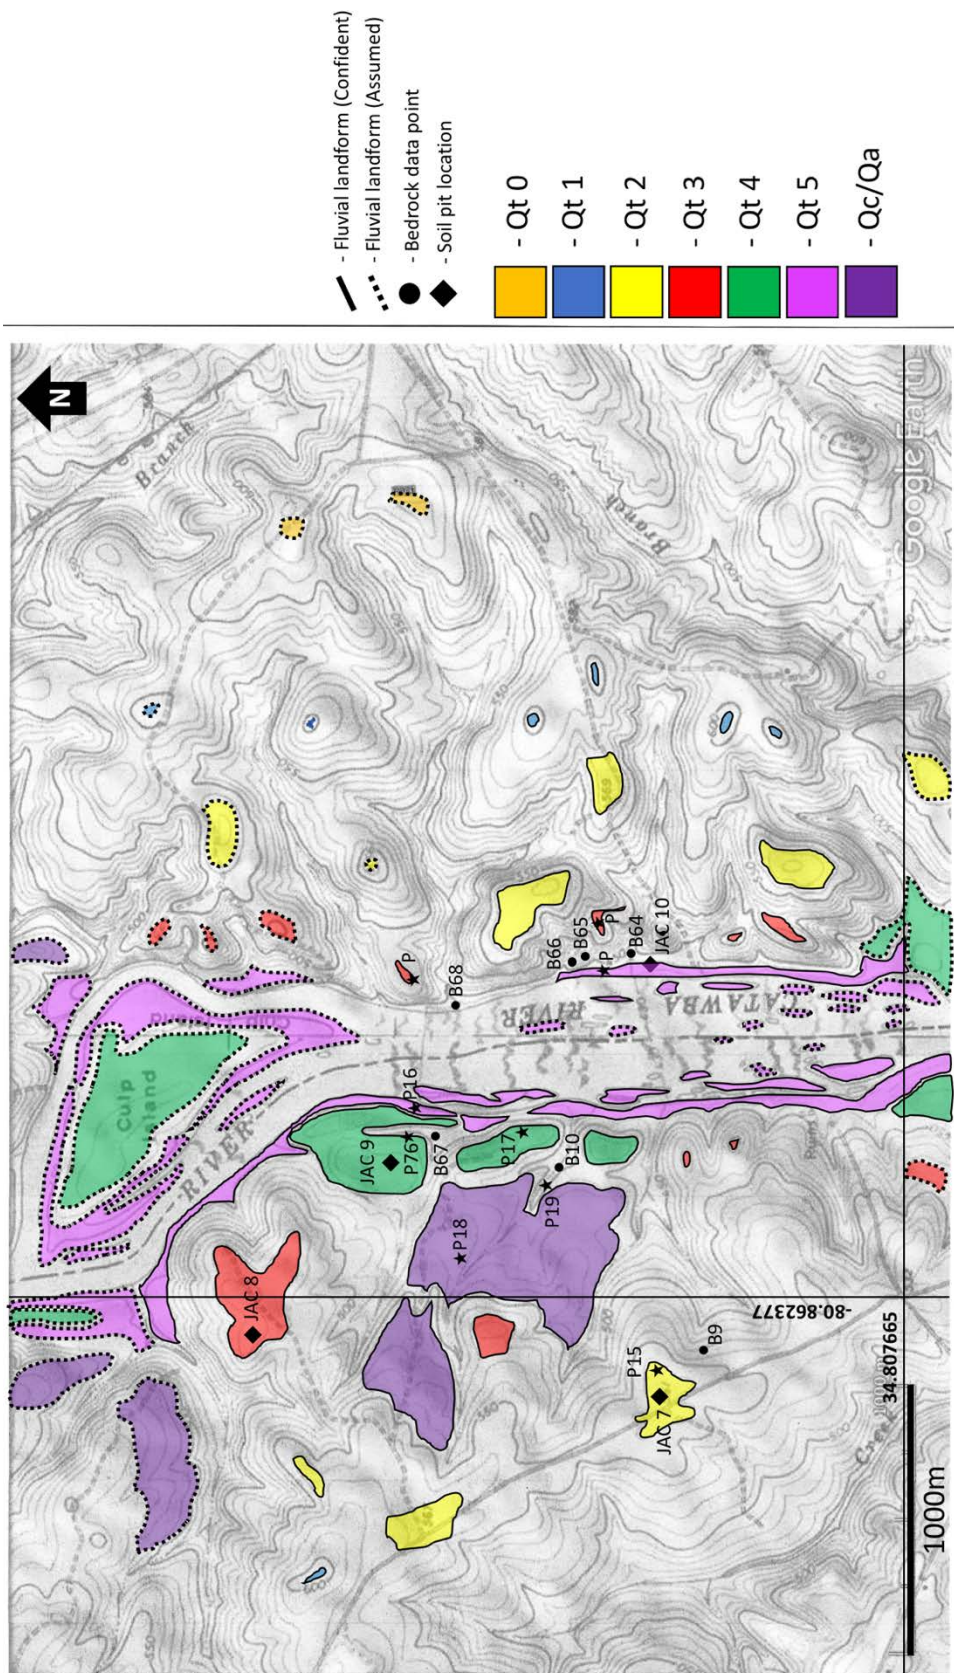 - Fluvial landform (Confident)
- Fluvial landform (Assumed)
- Bedrock data point
- Soil pit location
- Qt 0
- Qt 1
- Qt 2
- Qt 3
- Qt 4
- Qt 5
- Qc/Qa
N
Branch
Branch
Culp
Island
RIVER
CATAWBA
RIVER
JAC 8
JAC 9
P76
P16
B67
P17
B10
P19
P18
P
B68
B66
B65
P
P
B64
JAC 10
P15
JAC 7
B9
-80.862377
34.807665
Creek
1000m
Google Earth